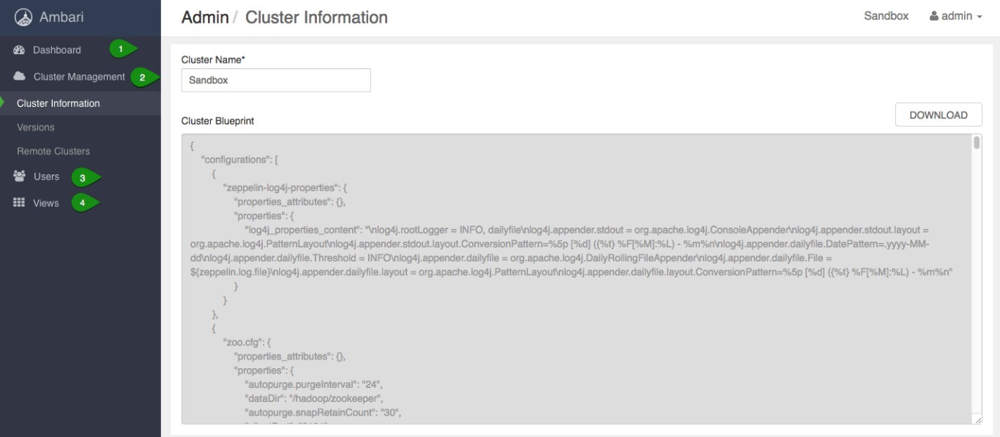 Ambari
Admin / Cluster Information
Sandbox
admin
Dashboard
1
Cluster Management
2
Cluster Information
Versions
Remote Clusters
Users
3
Views
4
Cluster Name*
Sandbox
Cluster Blueprint
DOWNLOAD
{
"configurations": [
{
"zeppelin-log4j-properties": {
"properties_attributes": {},
"properties": {
"log4j_properties_content": "\nlog4j.rootLogger = INFO, dailyfile\nlog4j.appender.stdout = org.apache.log4j.ConsoleAppender\nlog4j.appender.stdout.layout =
org.apache.log4j.PatternLayout\nlog4j.appender.stdout.layout.ConversionPattern=%5p [%d] ({%t} %F[%M]:%L) - %m%n\nlog4j.appender.dailyfile.DatePattern=.yyyy-MM-
dd\nlog4j.appender.dailyfile.Threshold = INFO\nlog4j.appender.dailyfile = org.apache.log4j.DailyRollingFileAppender\nlog4j.appender.dailyfile.File =
${zeppelin.log.file}\nlog4j.appender.dailyfile.layout = org.apache.log4j.PatternLayout\nlog4j.appender.dailyfile.layout.ConversionPattern=%5p [%d] ({%t} %F[%M]:%L) - %m%n"
}
}
},
{
"zoo.cfg": {
"properties_attributes": {},
"properties": {
"autopurge.purgeInterval": "24",
"dataDir": "/hadoop/zookeeper",
"autopurge.snapRetainCount": "30",